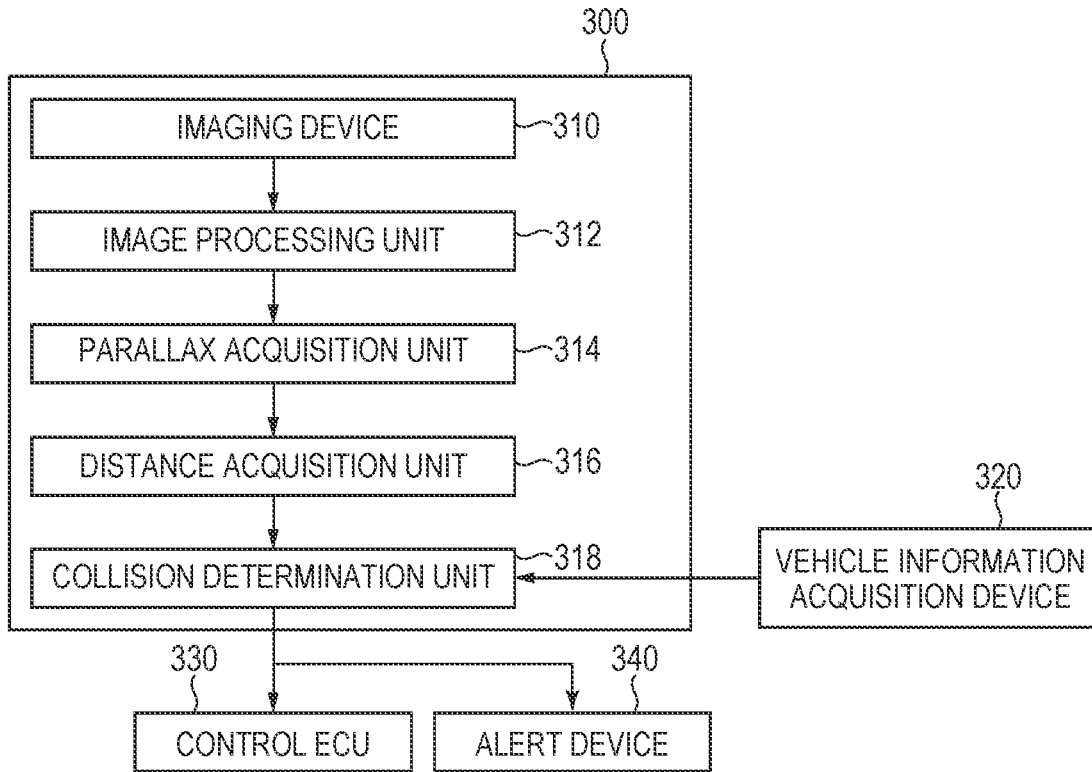 300
IMAGING DEVICE
310
IMAGE PROCESSING UNIT
312
PARALLAX ACQUISITION UNIT
314
DISTANCE ACQUISITION UNIT
316
COLLISION DETERMINATION UNIT
318
320
VEHICLE INFORMATION
ACQUISITION DEVICE
330
CONTROL ECU
340
ALERT DEVICE